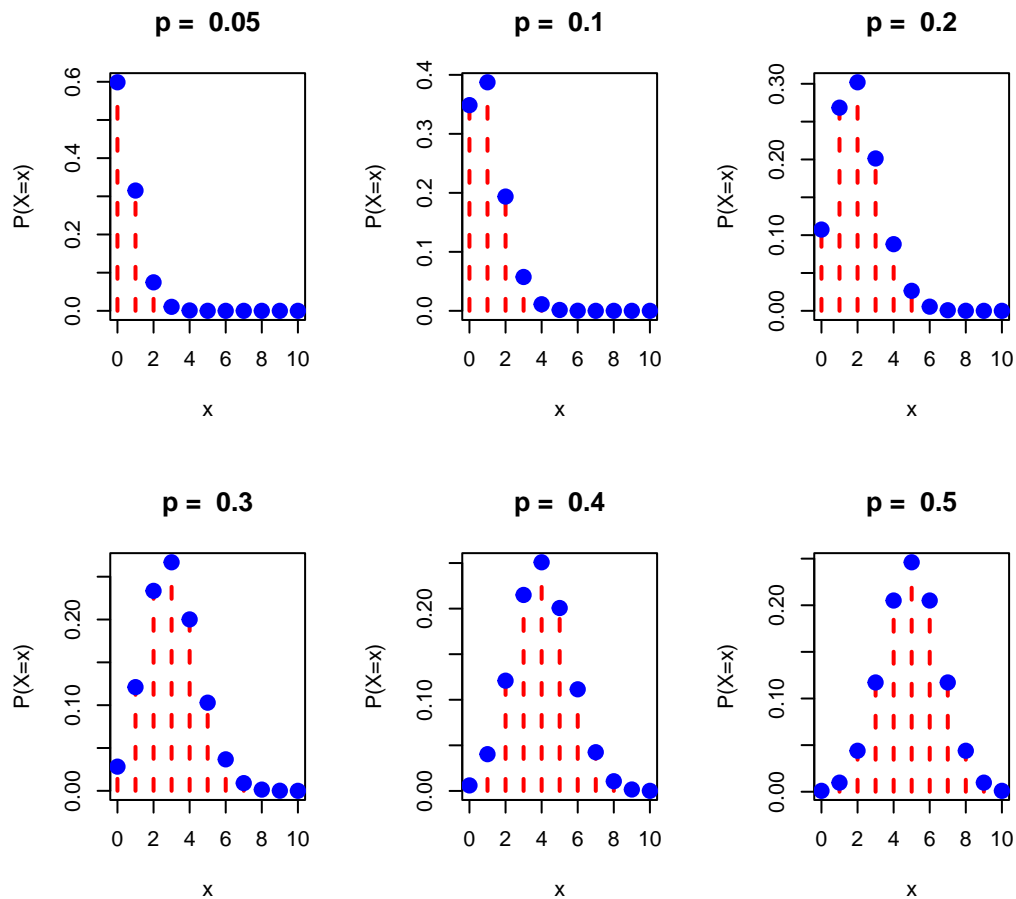 p = 0.05
P(X=x)
0.0 0.2 0.4 0.6
0 2 4 6 8 10
x
p = 0.1
P(X=x)
0.0 0.1 0.2 0.3 0.4
0 2 4 6 8 10
x
p = 0.2
P(X=x)
0.00 0.10 0.20 0.30
0 2 4 6 8 10
x
p = 0.3
P(X=x)
0.00 0.10 0.20
0 2 4 6 8 10
x
p = 0.4
P(X=x)
0.00 0.10 0.20
0 2 4 6 8 10
x
p = 0.5
P(X=x)
0.00 0.10 0.20
0 2 4 6 8 10
x